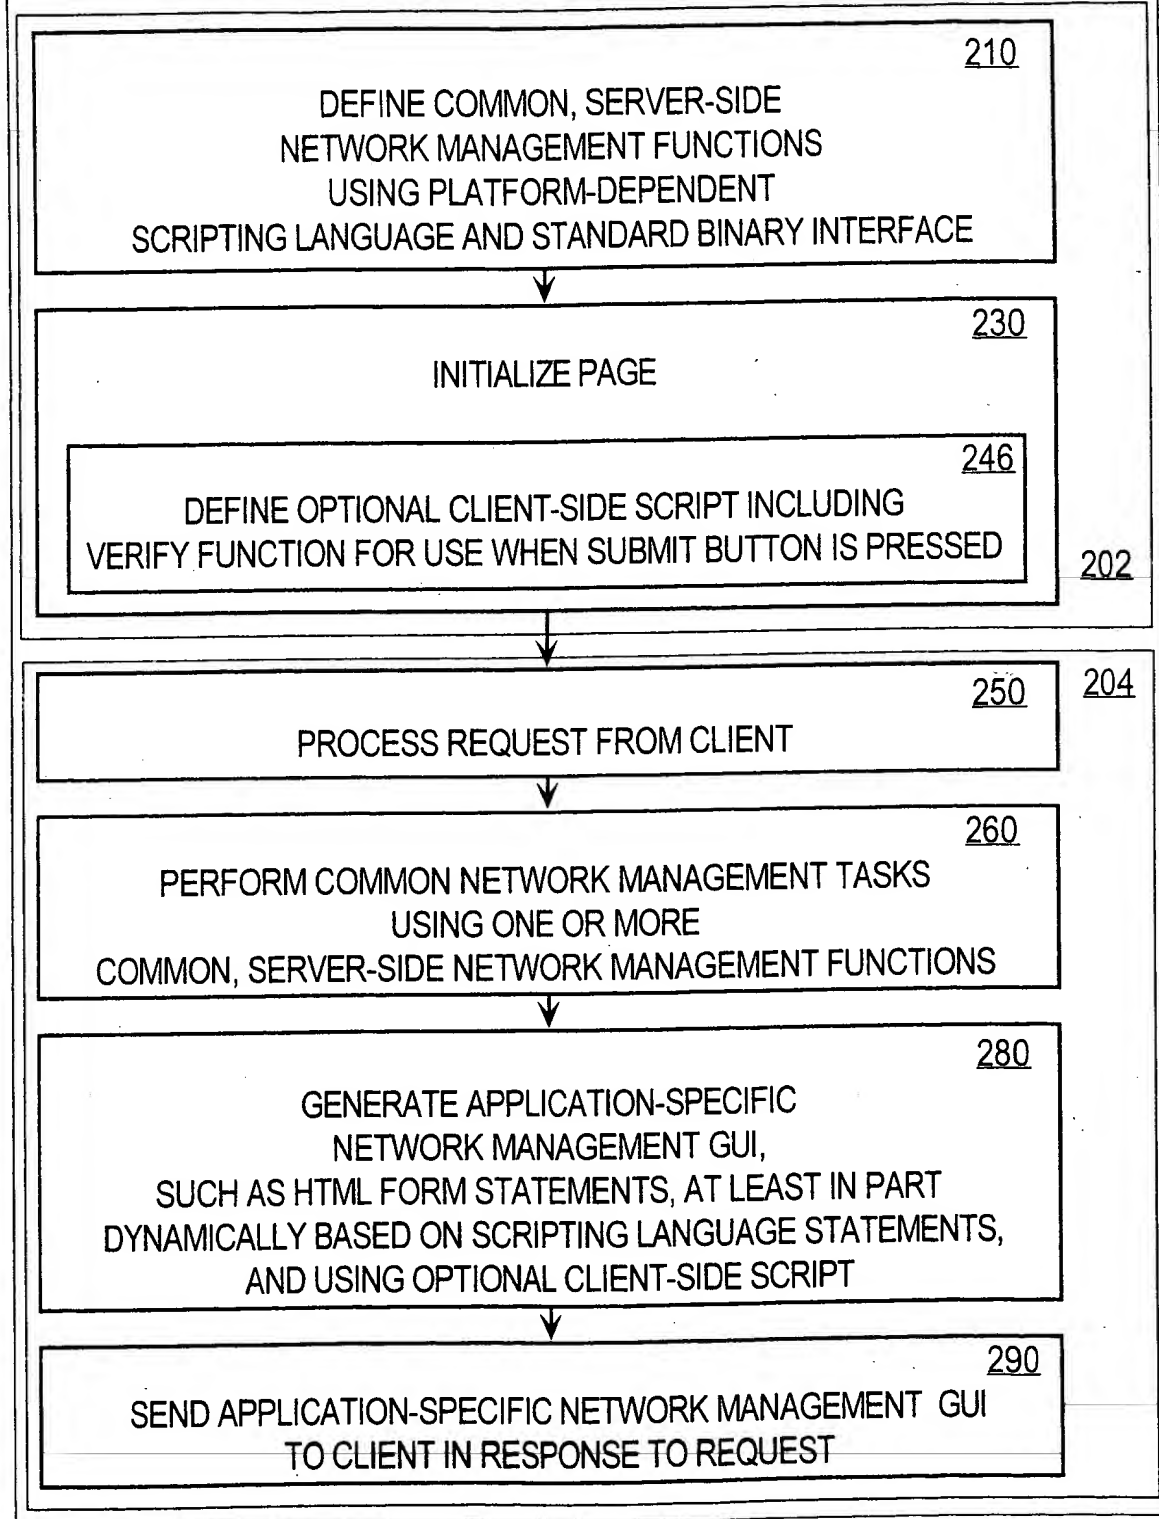 210
DEFINE COMMON, SERVER-SIDE
NETWORK MANAGEMENT FUNCTIONS
USING PLATFORM-DEPENDENT
SCRIPTING LANGUAGE AND STANDARD BINARY INTERFACE
230
INITIALIZE PAGE
246
DEFINE OPTIONAL CLIENT-SIDE SCRIPT INCLUDING
VERIFY FUNCTION FOR USE WHEN SUBMIT BUTTON IS PRESSED
202
250
204
PROCESS REQUEST FROM CLIENT
260
PERFORM COMMON NETWORK MANAGEMENT TASKS
USING ONE OR MORE
COMMON, SERVER-SIDE NETWORK MANAGEMENT FUNCTIONS
280
GENERATE APPLICATION-SPECIFIC
NETWORK MANAGEMENT GUI,
SUCH AS HTML FORM STATEMENTS, AT LEAST IN PART
DYNAMICALLY BASED ON SCRIPTING LANGUAGE STATEMENTS,
AND USING OPTIONAL CLIENT-SIDE SCRIPT
290
SEND APPLICATION-SPECIFIC NETWORK MANAGEMENT GUI
TO CLIENT IN RESPONSE TO REQUEST